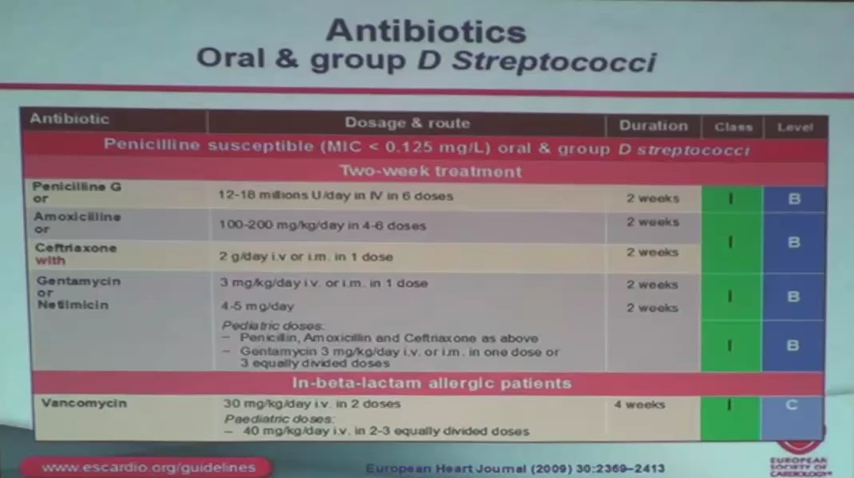 Antibiotics
Oral & group D Streptococci
Antibiotic Dosage & route Duration Class Level
Penicilline susceptible (MIC < 0.125 mg/L) oral & group D streptococci
Two-week treatment
Penicilline G 12-18 millions U/day in IV in 6 doses 2 weeks I B
or
Amoxicilline 100-200 mg/kg/day in 4-6 doses 2 weeks I B
or
Ceftriaxone 2 g/day i.v or i.m. in 1 dose 2 weeks
with
Gentamycin 3 mg/kg/day i.v. or i.m. in 1 dose 2 weeks I B
or
Netilmicin 4-5 mg/day 2 weeks
Pediatric doses:
– Penicillin, Amoxicillin and Ceftriaxone as above I B
– Gentamycin 3 mg/kg/day i.v. or i.m. in one dose or
3 equally divided doses
In-beta-lactam allergic patients
Vancomycin 30 mg/kg/day i.v. in 2 doses 4 weeks I C
Paediatric doses:
– 40 mg/kg/day i.v. in 2-3 equally divided doses
www.escardio.org/guidelines
European Heart Journal (2009) 30:2369–2413
EUROPEAN
SOCIETY OF
CARDIOLOGY®